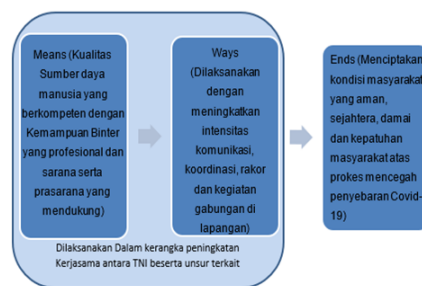 Means (Kualitas
Sumber daya
manusia yang
berkompeten dengan
Kemampuan Binter
yang profesional dan
sarana serta
prasarana yang
mendukung)
Ways
(Dilaksanakan
dengan
meningkatkan
intensitas
komunikasi,
koordinasi, rakor
dan kegiatan
gabungan di
lapangan)
Ends (Menciptakan
kondisi masyarakat
yang aman,
sejahtera, damai
dan kepatuhan
masyarakat atas
prokes mencegah
penyebaran Covid-
19)
Dilaksanakan Dalam kerangka peningkatan
Kerjasama antara TNI beserta unsur terkait